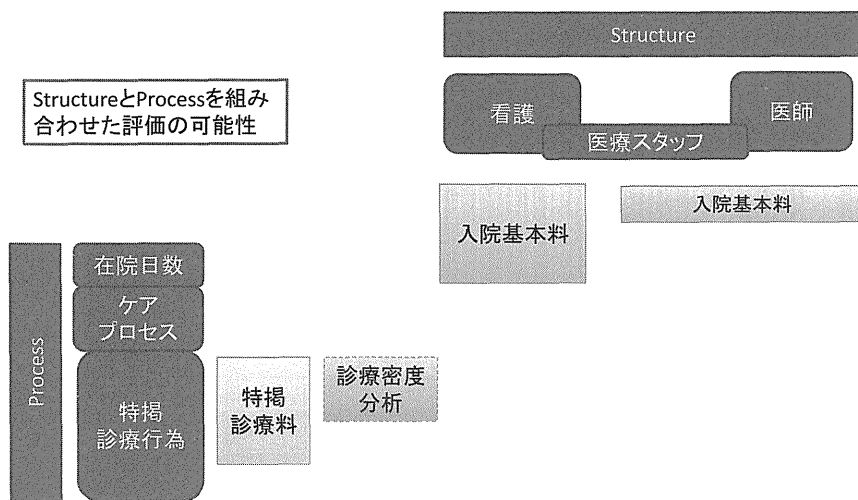 Structure
StructureとProcessを組み
合わせた評価の可能性
看護
医師
医療スタッフ
入院基本料
入院基本料
Process
在院日数
ケア
プロセス
特掲
診療行為
特掲
診療料
診療密度
分析